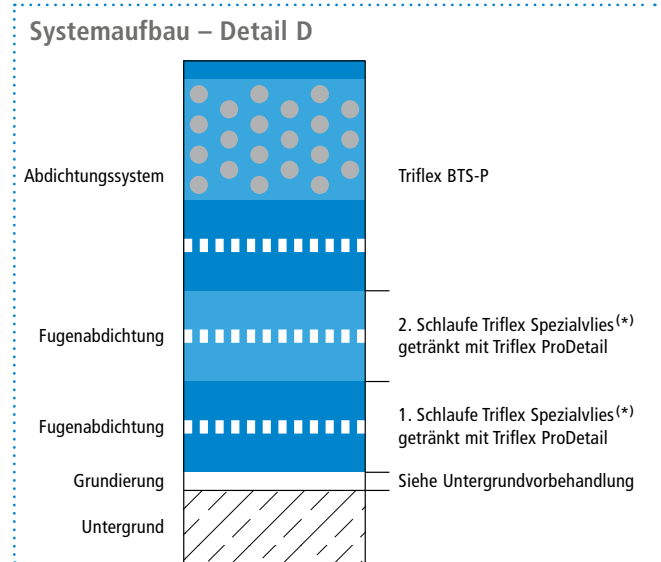 Systemaufbau – Detail D
Abdichtungssystem
Triflex BTS-P
Fugenabdichtung
2. Schlaufe Triflex Spezialvlies(*)
getränkt mit Triflex ProDetail
Fugenabdichtung
1. Schlaufe Triflex Spezialvlies(*)
getränkt mit Triflex ProDetail
Grundierung
Siehe Untergrundvorbehandlung
Untergrund